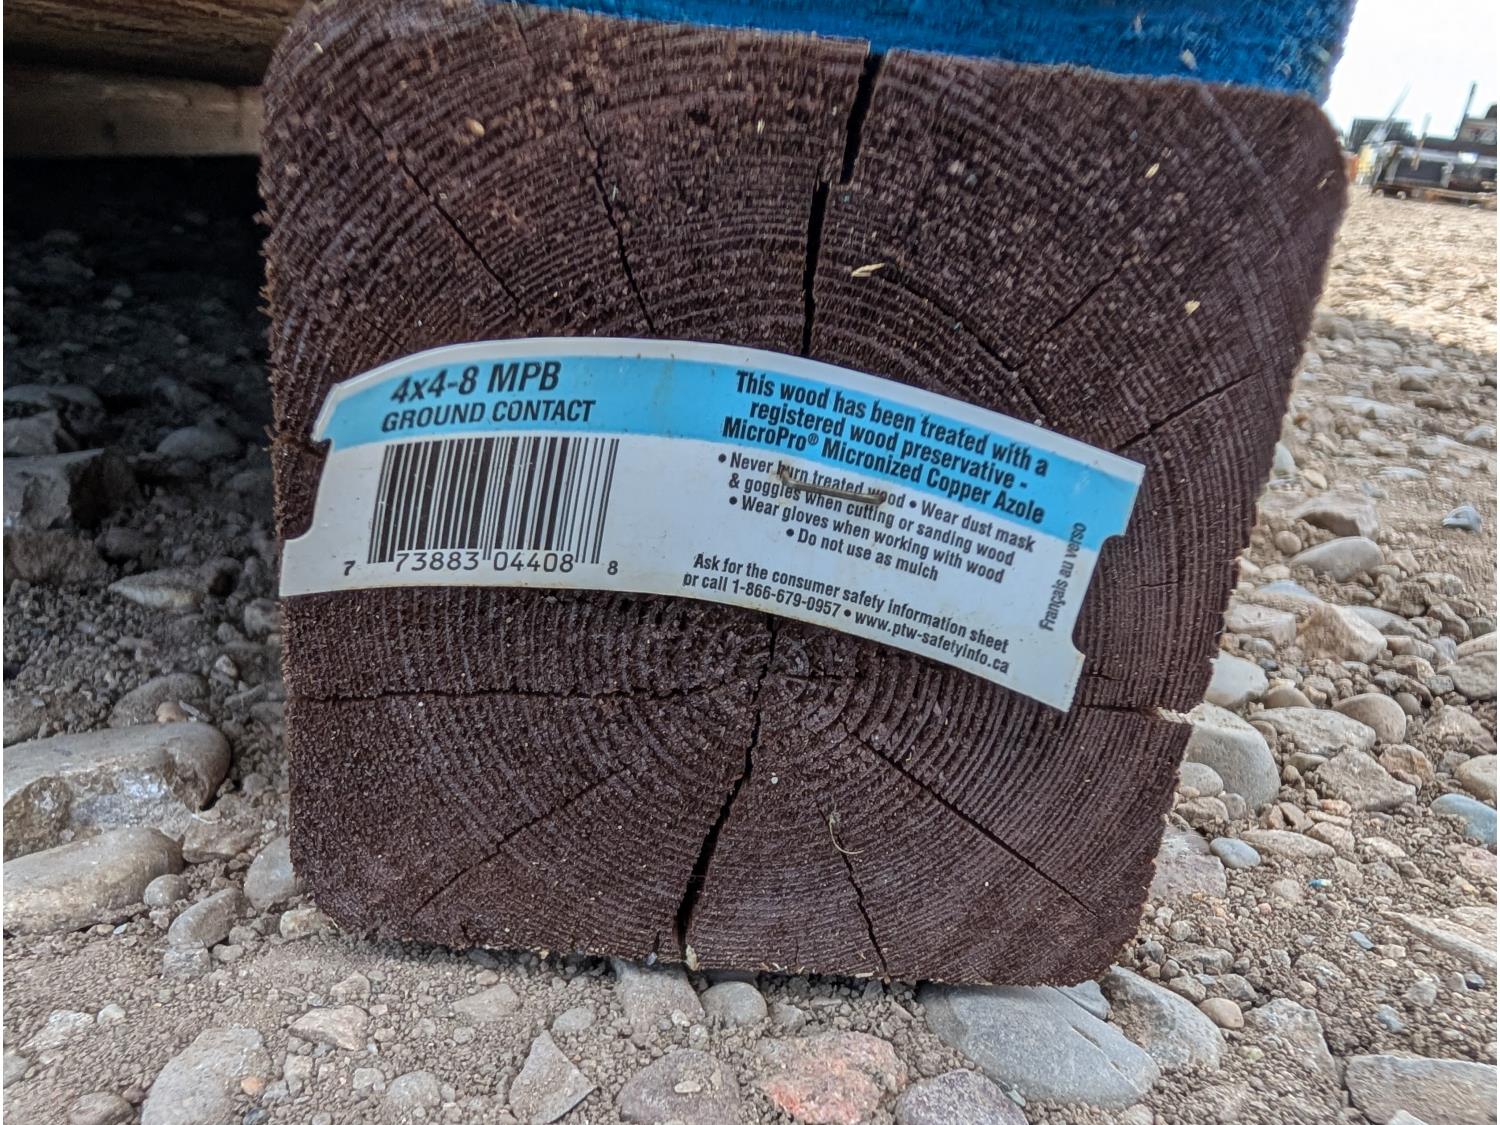 4x4-8 MPB
GROUND CONTACT
7 73883 04408 8
This wood has been treated with a
registered wood preservative -
MicroPro® Micronized Copper Azole
• Never burn treated wood • Wear dust mask
& goggles when cutting or sanding wood
• Wear gloves when working with wood
• Do not use as mulch
Ask for the consumer safety information sheet
or call 1-866-679-0957 • www.ptw-safetyinfo.ca
Français au verso